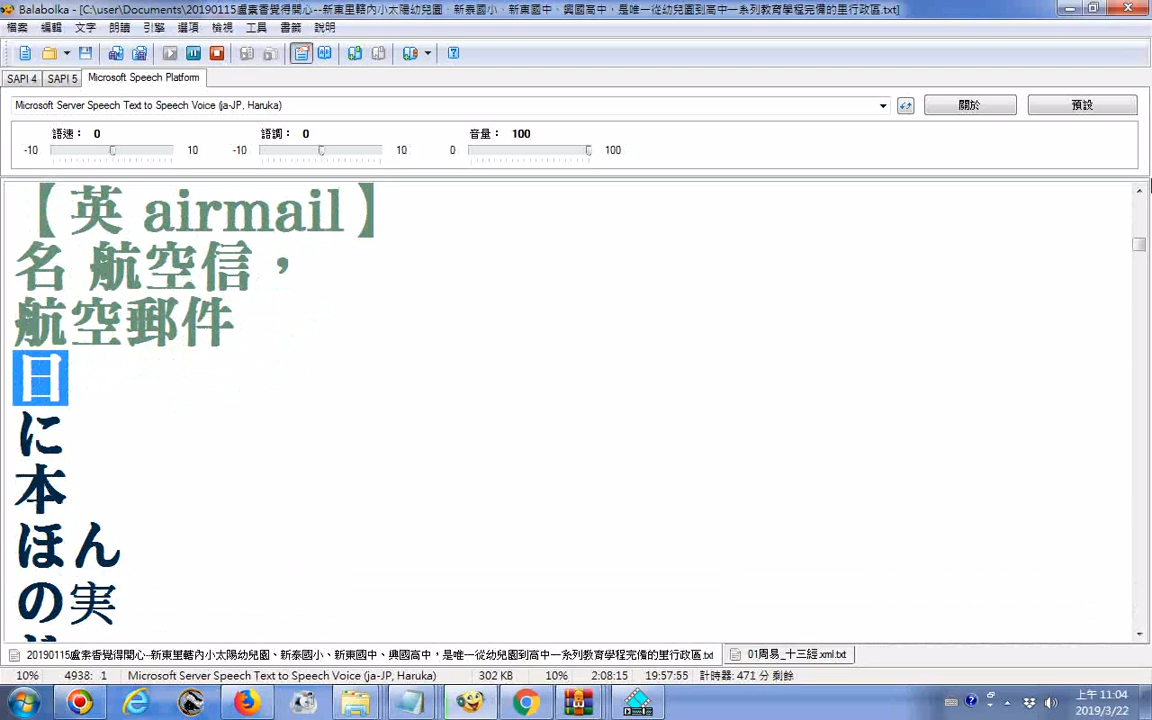 Balabolka - [C:\user\Documents\20190115盧素香覺得開心--新東里轄內小太陽幼兒園、新泰國小、新東國中、興國高中，是唯一從幼兒園到高中一系列教育學程完備的里行政區.txt]
檔案 編輯 文字 朗讀 引擎 選項 檢視 工具 書籤 說明
SAPI 4 SAPI 5 Microsoft Speech Platform
Microsoft Server Speech Text to Speech Voice (ja-JP, Haruka)
關於 預設
語速： 0 語調： 0 音量： 100
-10 10 -10 10 0 100
【英 airmail】
名 航空信，
航空郵件
日
に
本
ほん
の実
20190115盧素香覺得開心--新東里轄內小太陽幼兒園、新泰國小、新東國中、興國高中，是唯一從幼兒園到高中一系列教育學程完備的里行政區.txt 01周易_十三經.xml.txt
10% 4938: 1 Microsoft Server Speech Text to Speech Voice (ja-JP, Haruka) 302 KB 10% 2:08:15 19:57:55 計時器: 471 分 剩餘
上午 11:04
2019/3/22